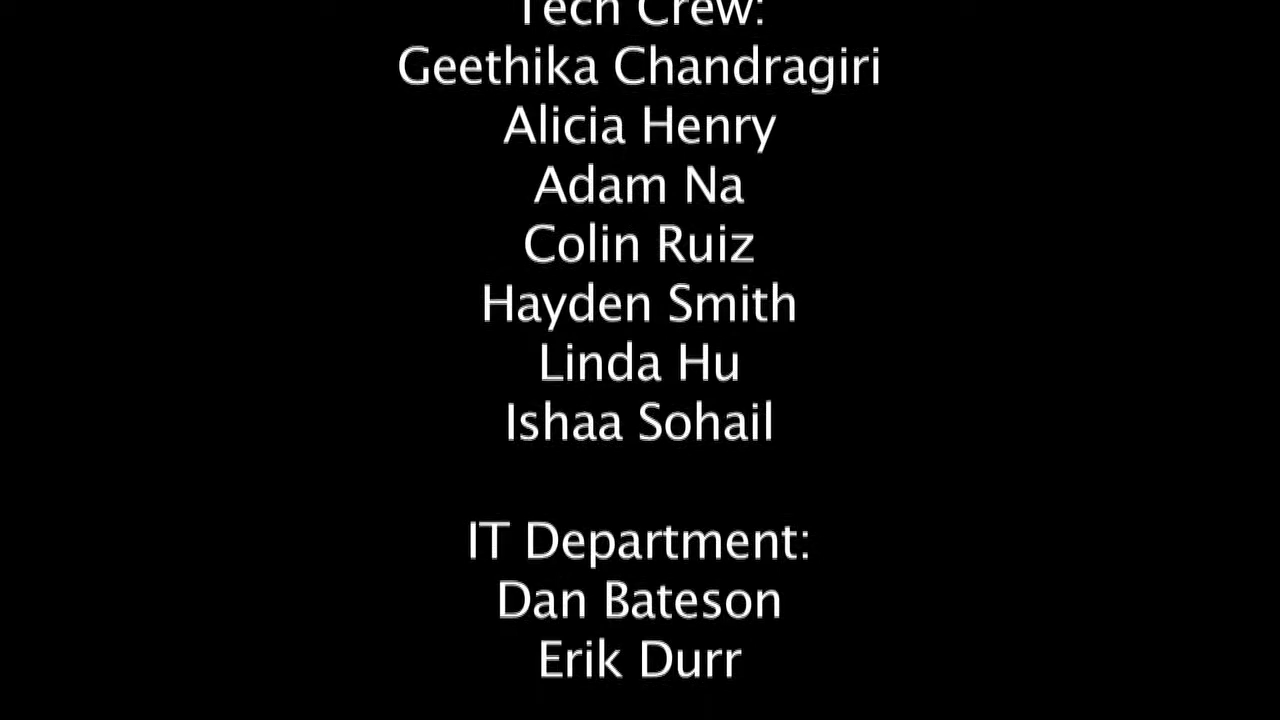 Tech Crew:
Geethika Chandragiri
Alicia Henry
Adam Na
Colin Ruiz
Hayden Smith
Linda Hu
Ishaa Sohail
IT Department:
Dan Bateson
Erik Durr